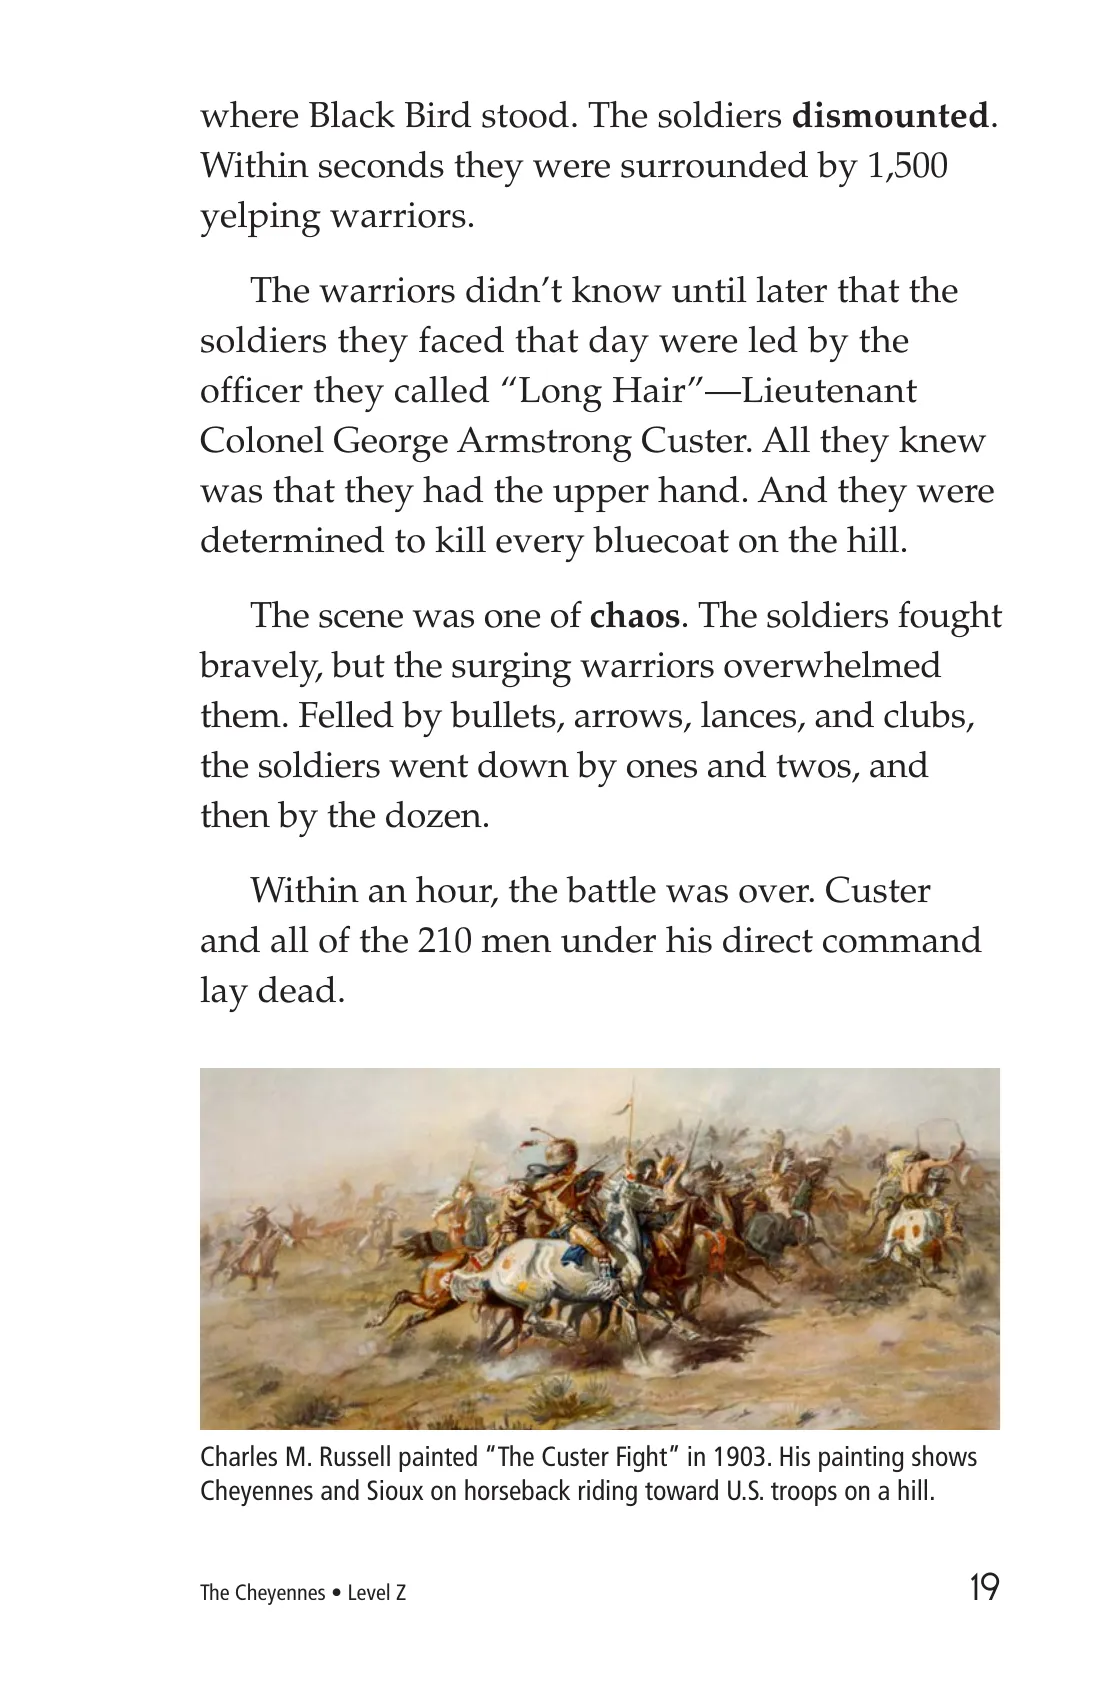 where Black Bird stood. The soldiers dismounted.
Within seconds they were surrounded by 1,500
yelping warriors.
The warriors didn’t know until later that the
soldiers they faced that day were led by the
officer they called “Long Hair”—Lieutenant
Colonel George Armstrong Custer. All they knew
was that they had the upper hand. And they were
determined to kill every bluecoat on the hill.
The scene was one of chaos. The soldiers fought
bravely, but the surging warriors overwhelmed
them. Felled by bullets, arrows, lances, and clubs,
the soldiers went down by ones and twos, and
then by the dozen.
Within an hour, the battle was over. Custer
and all of the 210 men under his direct command
lay dead.
Charles M. Russell painted “The Custer Fight” in 1903. His painting shows
Cheyennes and Sioux on horseback riding toward U.S. troops on a hill.
The Cheyennes • Level Z
19